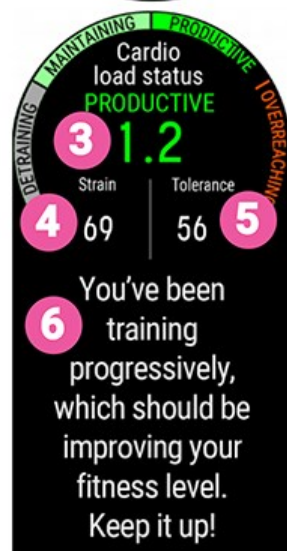 DETRAINING
MAINTAINING
PRODUCTIVE
OVERREACHING
Cardio
load status
PRODUCTIVE
3 1.2
Strain Tolerance
4 69 56 5
6 You've been
training
progressively,
which should be
improving your
fitness level.
Keep it up!